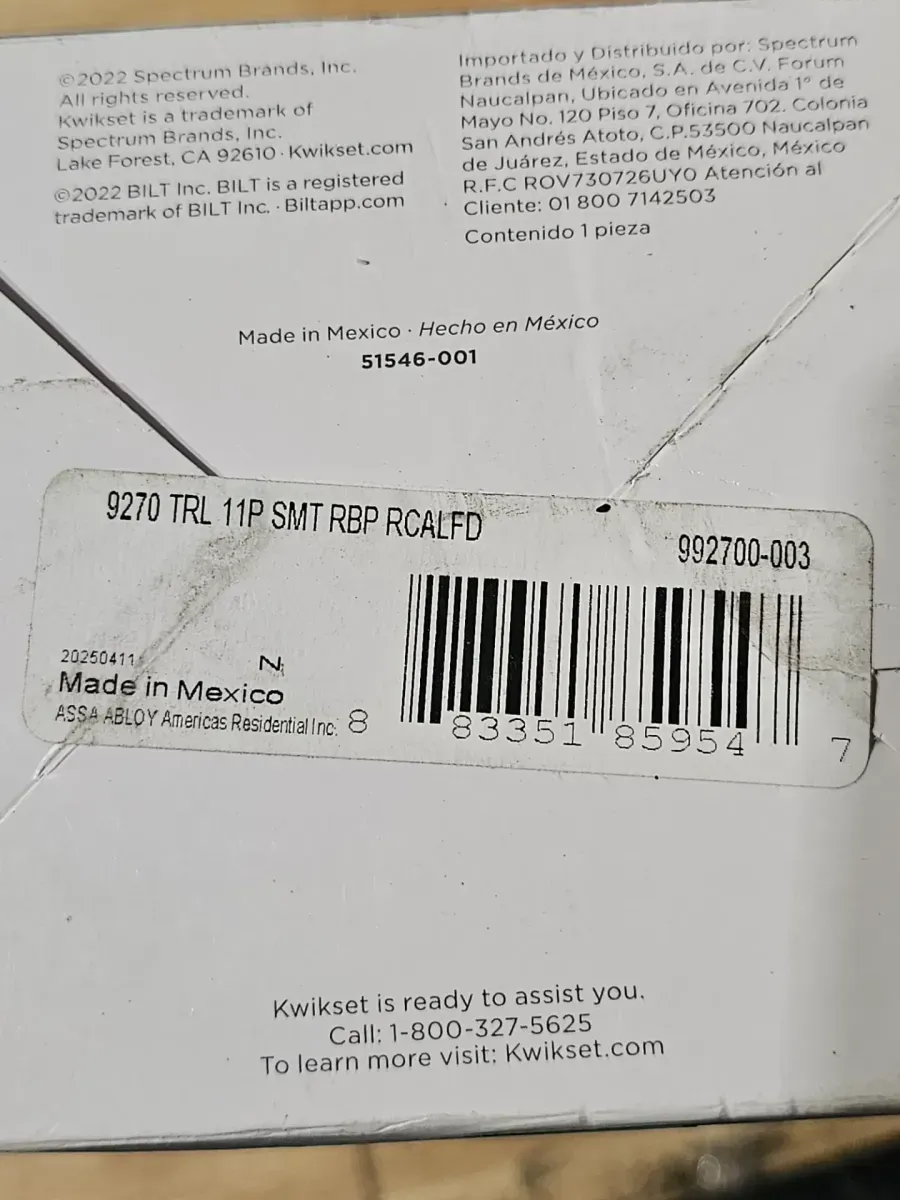 ©2022 Spectrum Brands, Inc.
All rights reserved.
Kwikset is a trademark of
Spectrum Brands, Inc.
Lake Forest, CA 92610 · Kwikset.com
©2022 BILT Inc. BILT is a registered
trademark of BILT Inc. · Biltapp.com
Importado y Distribuido por: Spectrum
Brands de México, S.A. de C.V. Forum
Naucalpan, Ubicado en Avenida 1° de
Mayo No. 120 Piso 7, Oficina 702. Colonia
San Andrés Atoto, C.P.53500 Naucalpan
de Juárez, Estado de México, México
R.F.C ROV730726UY0 Atención al
Cliente: 01 800 7142503
Contenido 1 pieza
Made in Mexico · Hecho en México
51546-001
9270 TRL 11P SMT RBP RCALFD
992700-003
20250411
N
Made in Mexico
ASSA ABLOY Americas Residential Inc.
8 83351 85954 7
Kwikset is ready to assist you.
Call: 1-800-327-5625
To learn more visit: Kwikset.com